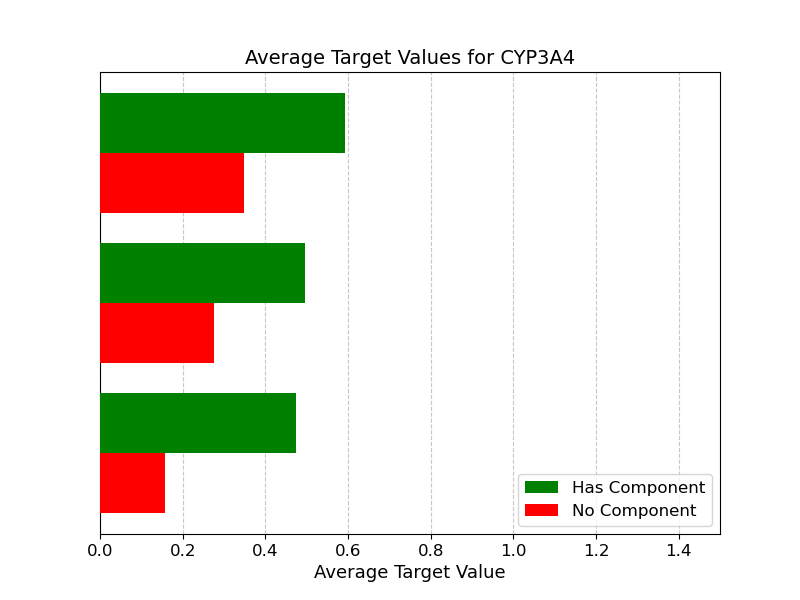 Average Target Values for CYP3A4
Has Component
No Component
0.0 0.2 0.4 0.6 0.8 1.0 1.2 1.4
Average Target Value